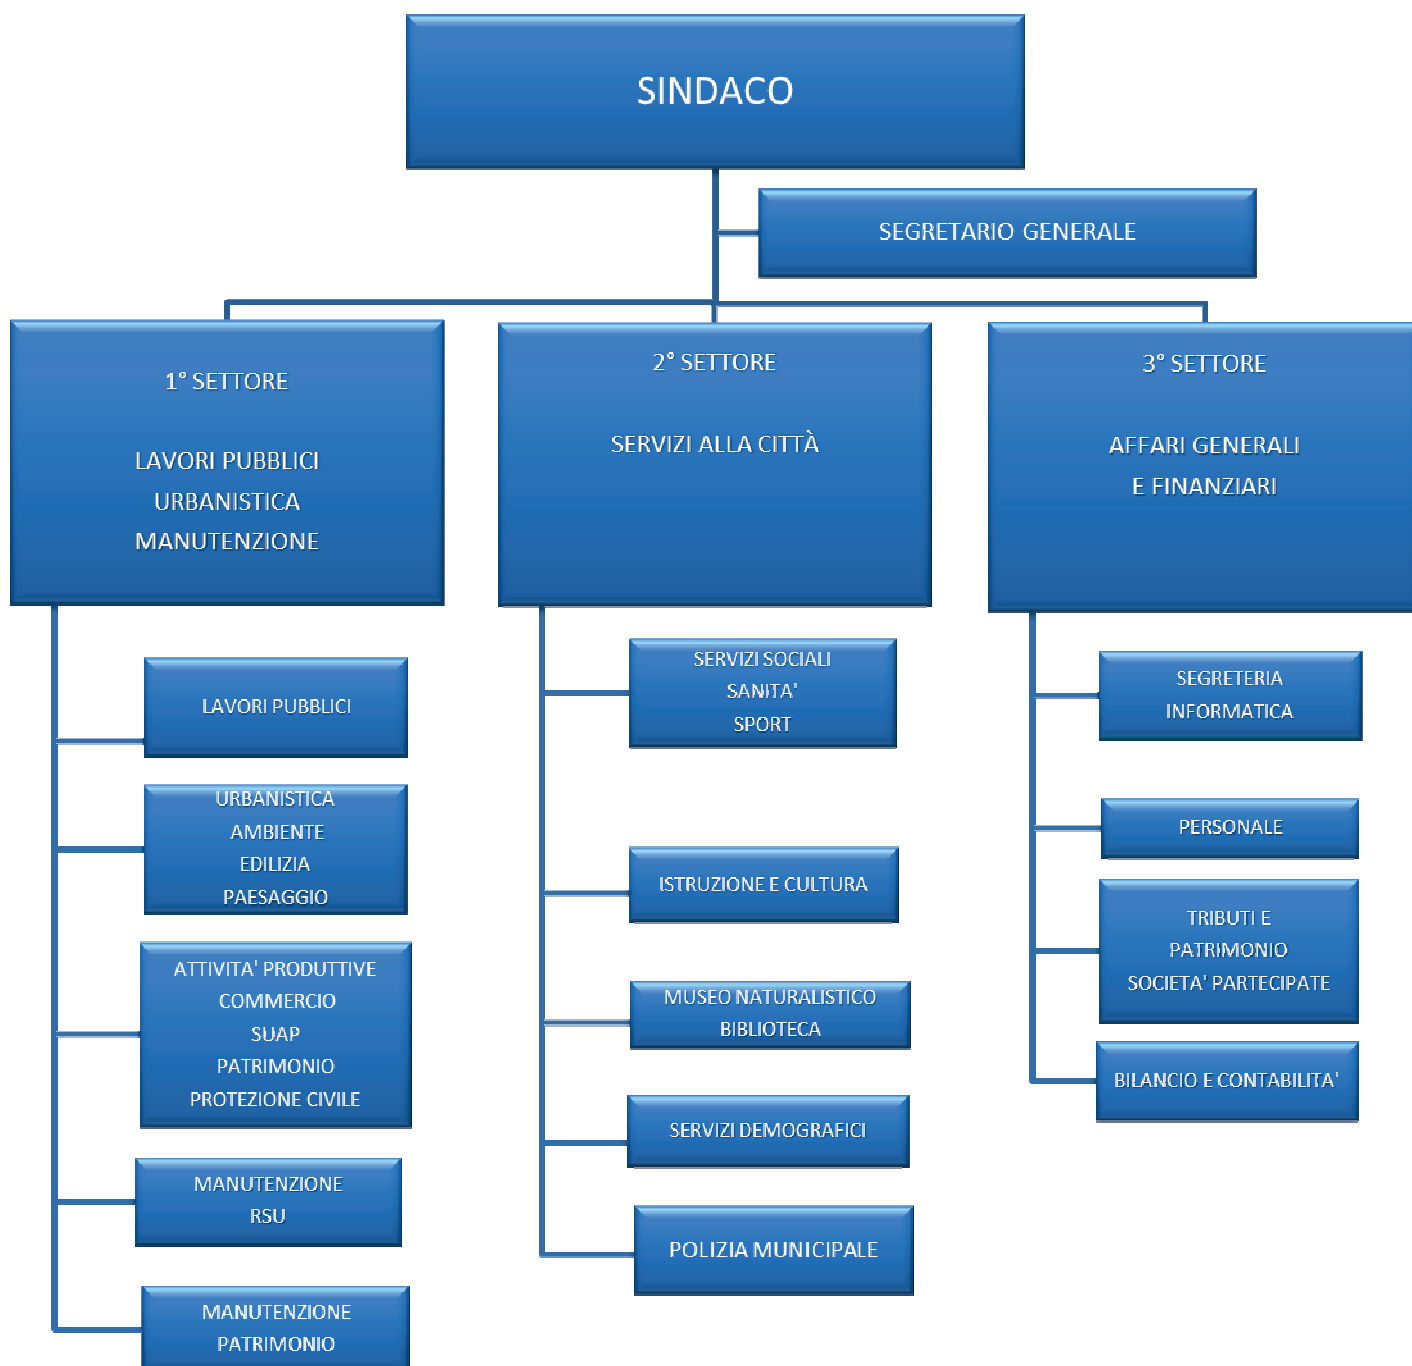 SINDACO
SEGRETARIO GENERALE
1° SETTORE
LAVORI PUBBLICI
URBANISTICA
MANUTENZIONE
2° SETTORE
SERVIZI ALLA CITTÀ
3° SETTORE
AFFARI GENERALI
E FINANZIARI
LAVORI PUBBLICI
URBANISTICA
AMBIENTE
EDILIZIA
PAESAGGIO
ATTIVITA' PRODUTTIVE
COMMERCIO
SUAP
PATRIMONIO
PROTEZIONE CIVILE
MANUTENZIONE
RSU
MANUTENZIONE
PATRIMONIO
SERVIZI SOCIALI
SANITA'
SPORT
ISTRUZIONE E CULTURA
MUSEO NATURALISTICO
BIBLIOTECA
SERVIZI DEMOGRAFICI
POLIZIA MUNICIPALE
SEGRETERIA
INFORMATICA
PERSONALE
TRIBUTI E
PATRIMONIO
SOCIETA' PARTECIPATE
BILANCIO E CONTABILITA'